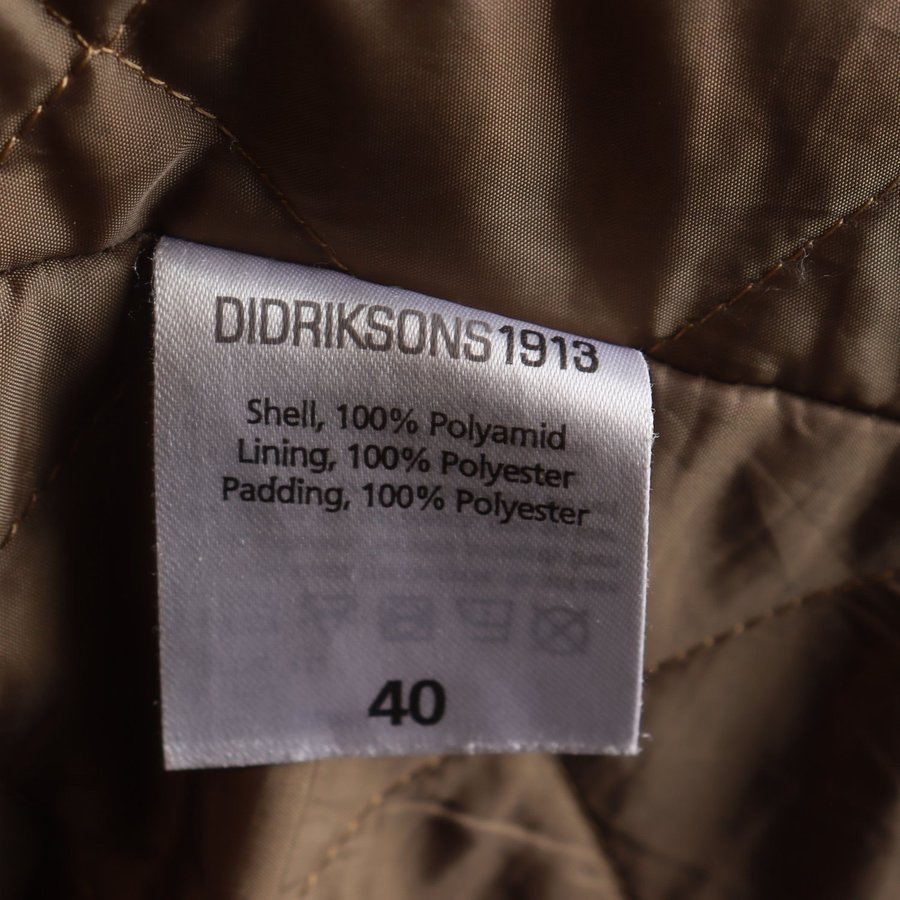 DIDRIKSONS1913
Shell, 100% Polyamid
Lining, 100% Polyester
Padding, 100% Polyester
40